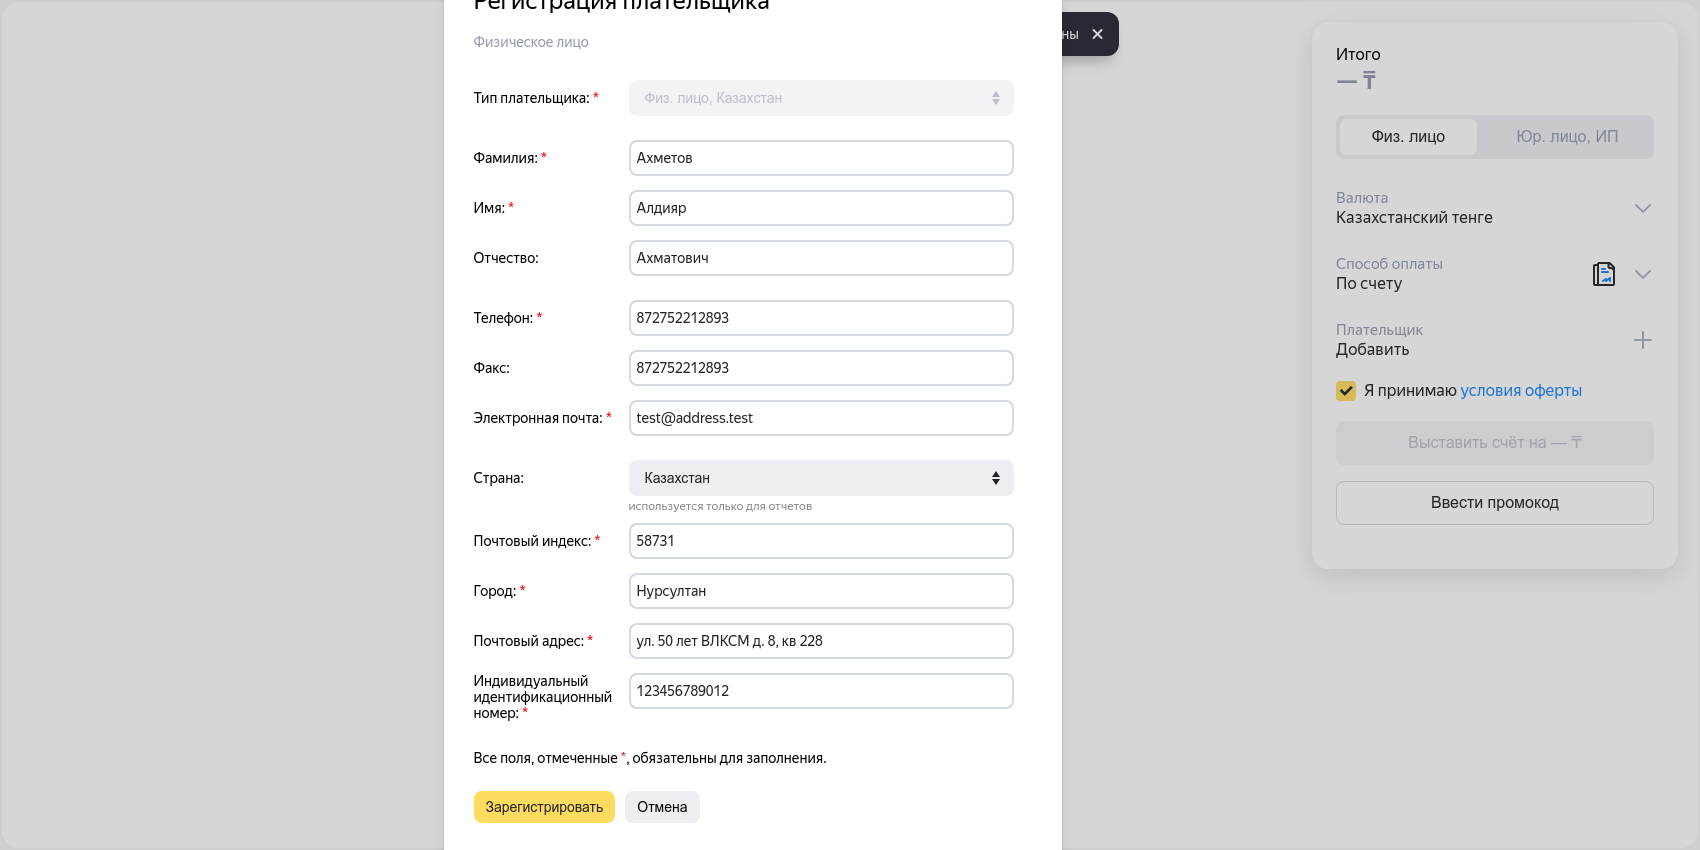 Регистрация плательщика
Физическое лицо
Тип плательщика: *
Физ. лицо, Казахстан
Фамилия: *
Ахметов
Имя: *
Алдияр
Отчество:
Ахматович
Телефон: *
872752212893
Факс:
872752212893
Электронная почта: *
test@address.test
Страна:
Казахстан
используется только для отчетов
Почтовый индекс: *
58731
Город: *
Нурсултан
Почтовый адрес: *
ул. 50 лет ВЛКСМ д. 8, кв 228
Индивидуальный
идентификационный
номер: *
123456789012
Все поля, отмеченные *, обязательны для заполнения.
Зарегистрировать
Отмена
Итого
— ₸
Физ. лицо
Юр. лицо, ИП
Валюта
Казахстанский тенге
Способ оплаты
По счету
Плательщик
Добавить
Я принимаю условия оферты
Выставить счёт на — ₸
Ввести промокод